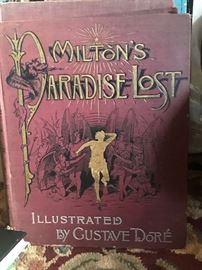 MILTON'S
PARADISE LOST
ILLUSTRATED
BY GUSTAVE DORÉ